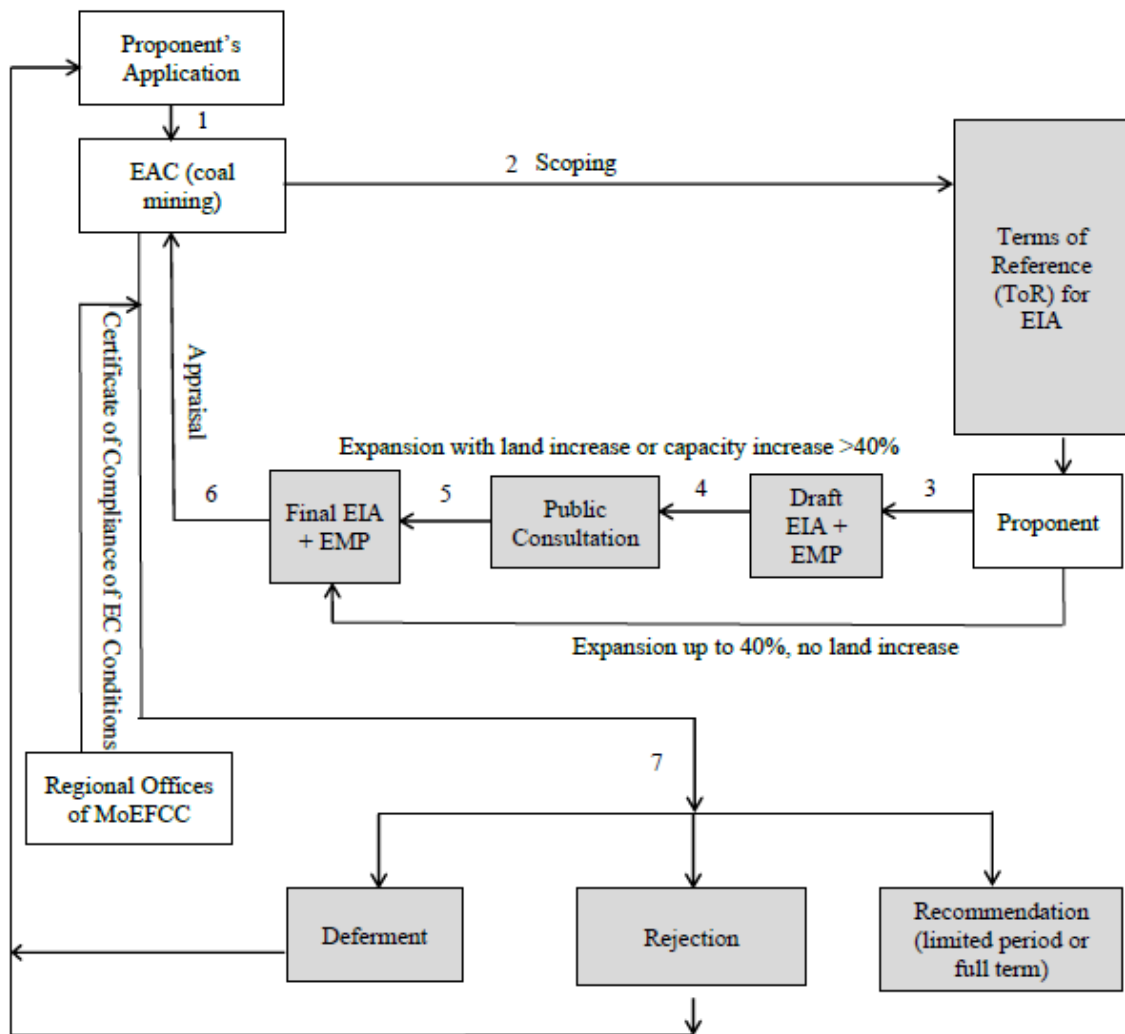 Proponent's
Application
1
EAC (coal
mining)
2 Scoping
Terms of
Reference
(ToR) for
EIA
Certificate of Compliance of EC Conditions
Appraisal
Expansion with land increase or capacity increase >40%
6
Final EIA
+ EMP
5
Public
Consultation
4
Draft
EIA +
EMP
3
Proponent
Expansion up to 40%, no land increase
Regional Offices
of MoEFCC
7
Deferment
Rejection
Recommendation
(limited period or
full term)